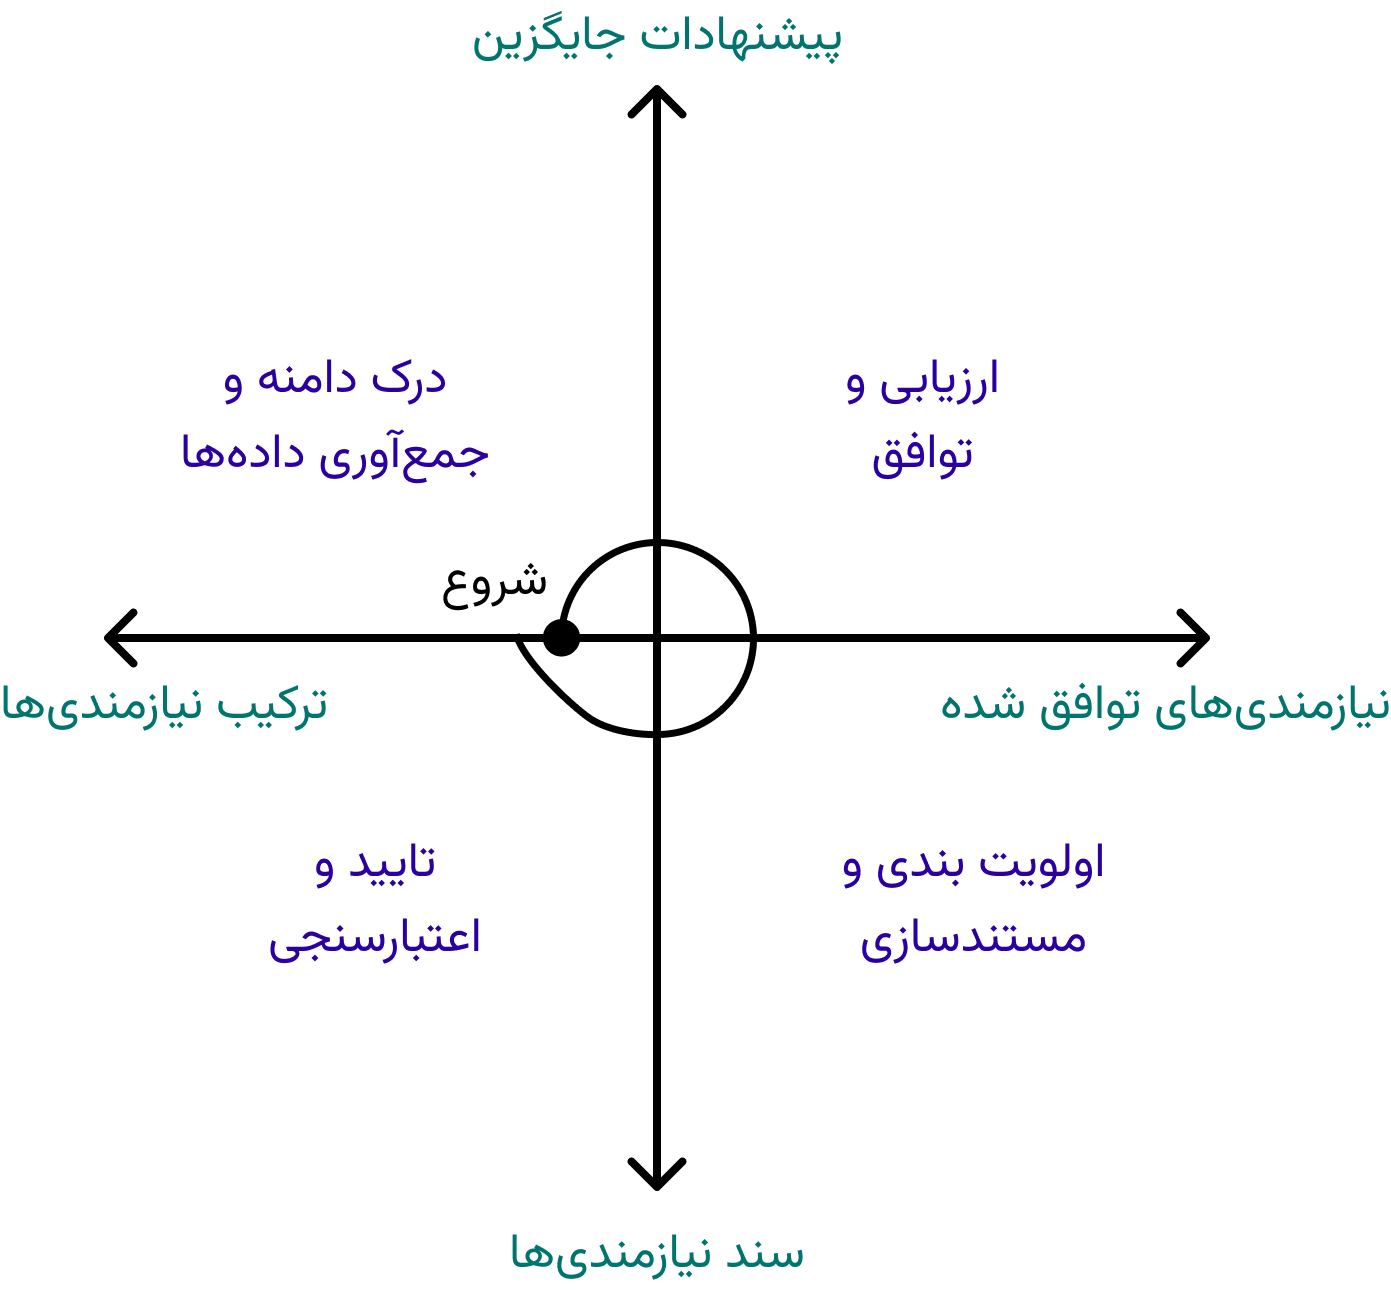 پیشنهادات جایگزین
ارزیابی و
توافق
درک دامنه و
جمع‌آوری داده‌ها
شروع
نیازمندی‌های توافق شده
ترکیب نیازمندی‌ها
اولویت بندی و
مستندسازی
تایید و
اعتبارسنجی
سند نیازمندی‌ها